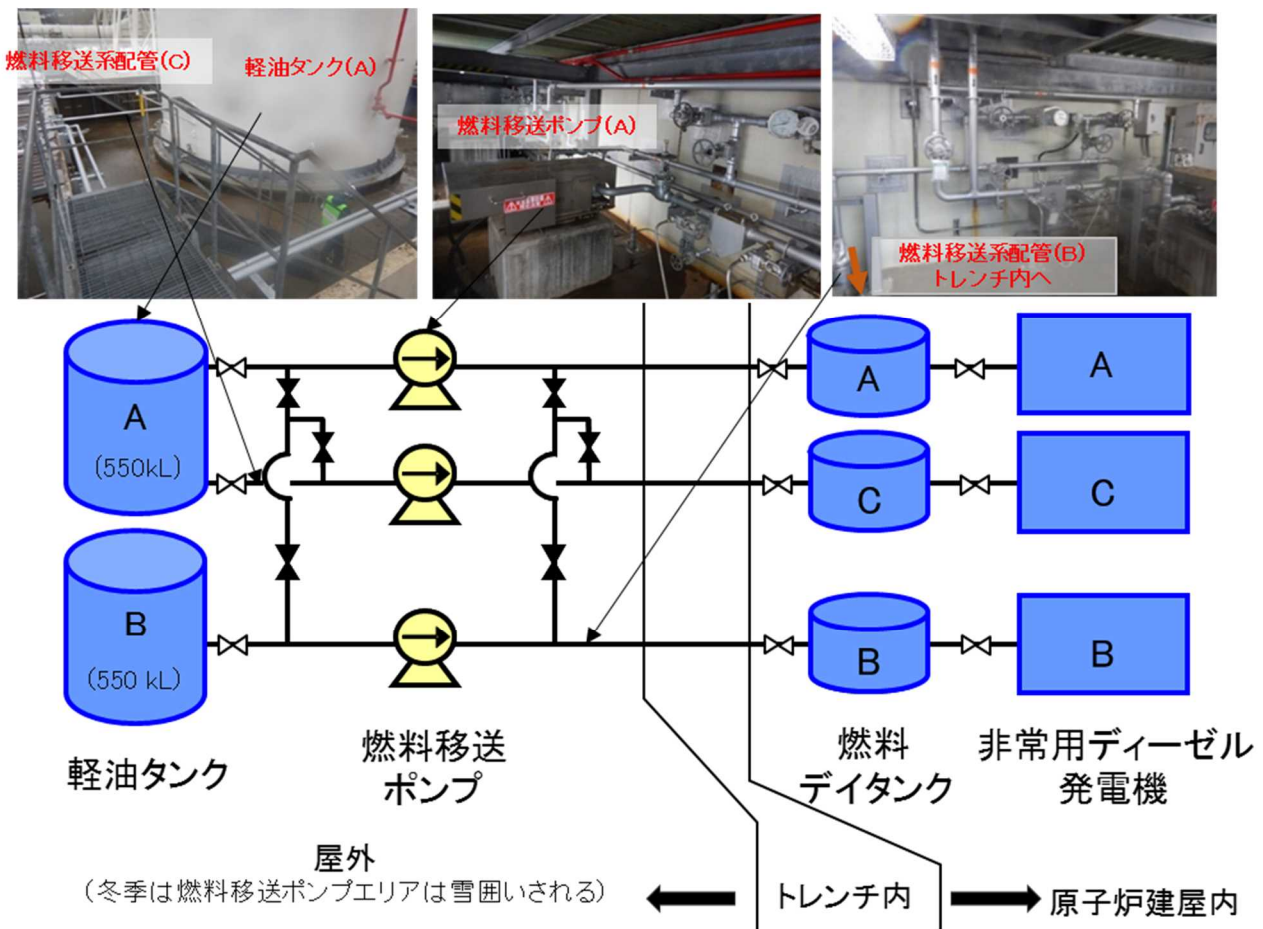 燃料移送系配管(C)
軽油タンク(A)
燃料移送ポンプ(A)
燃料移送系配管(B)
トレンチ内へ
A
(550kL)
B
(550 kL)
A
C
B
A
C
B
軽油タンク
燃料移送
ポンプ
燃料
デイタンク
非常用ディーゼル
発電機
屋外
(冬季は燃料移送ポンプエリアは雪囲いされる)
トレンチ内
原子炉建屋内